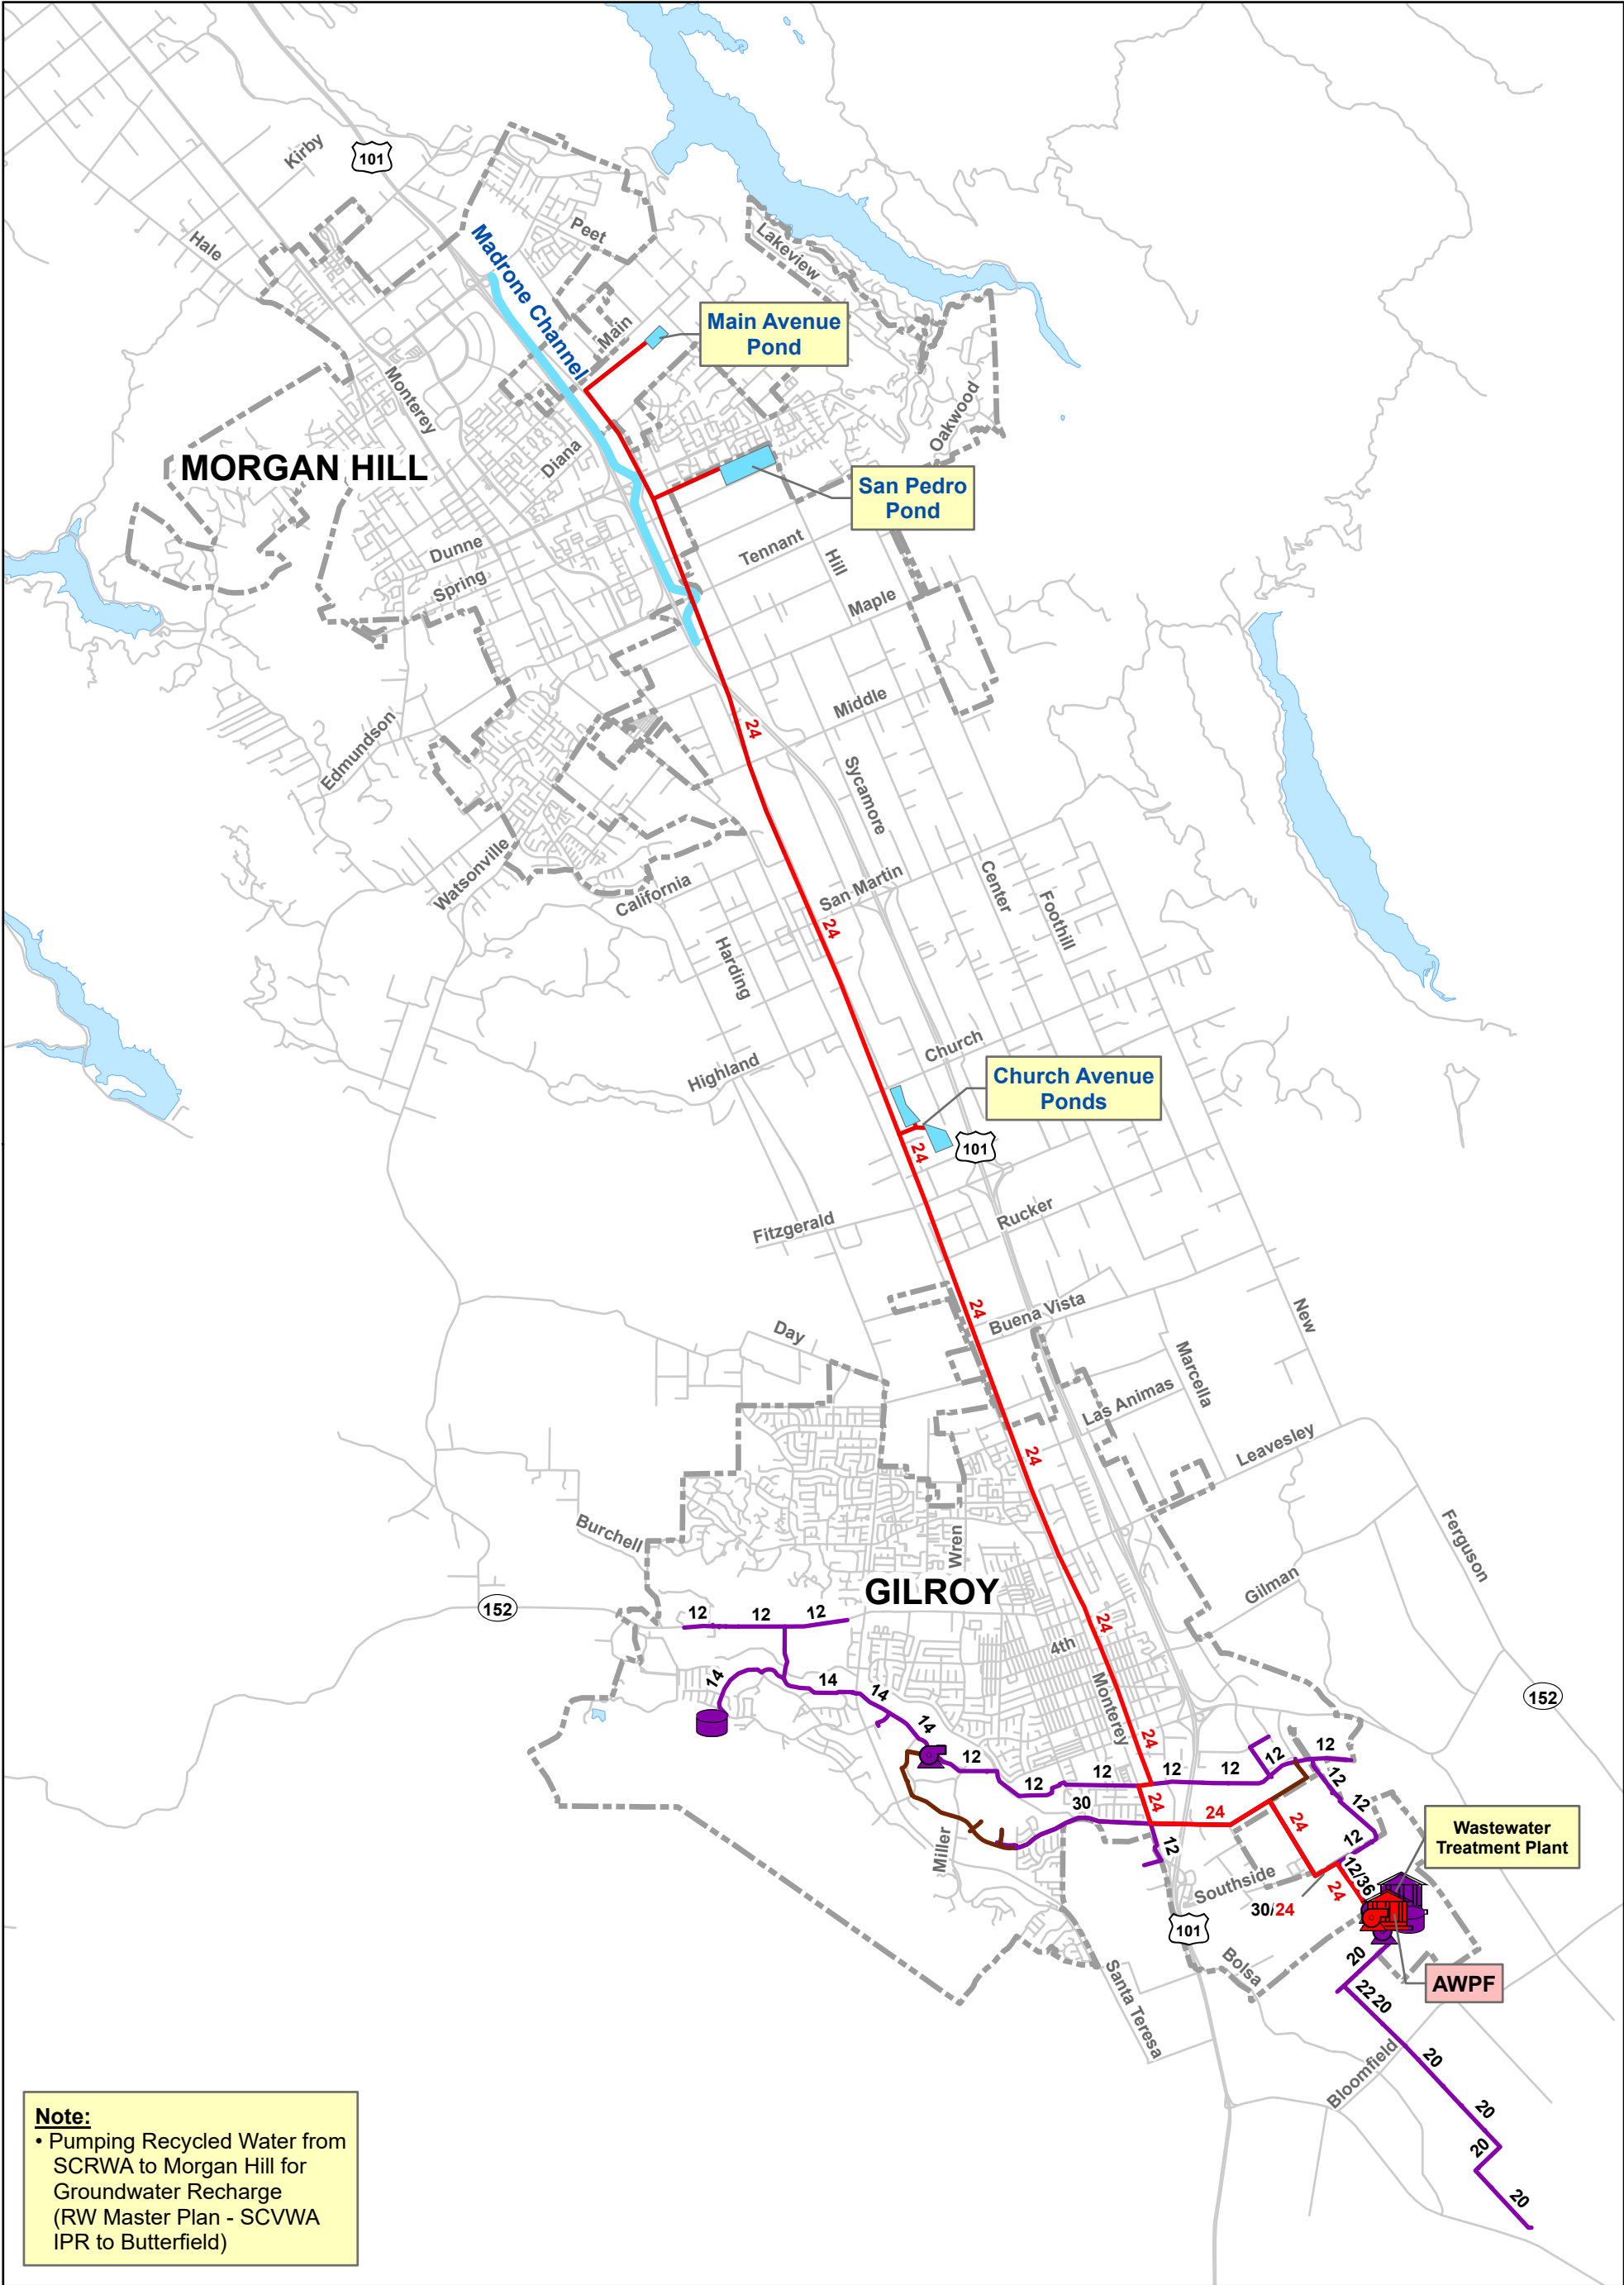 Kirby
101
Hale
Peet
Lakeview
Madrone Channel
Main
Main Avenue
Pond
Monterey
Oakwood
MORGAN HILL
Diana
San Pedro
Pond
Dunne
Tennant
Hill
Spring
Maple
Middle
24
Edmundson
Sycamore
Watsonville
California
San Martin
Center
Foothill
24
Harding
Church
Highland
Church Avenue
Ponds
24
101
Fitzgerald
Rucker
24
Buena Vista
New
Day
Marcella
Las Animas
24
Leavesley
Burchell
Wren
Ferguson
GILROY
Gilman
152
12
12
12
24
4th
14
14
14
Monterey
152
14
24
12
12
12
12
12
12
12
12
30
24
24
24
12
12
Miller
12
12/36
24
Southside
30/24
Wastewater
Treatment Plant
101
Bolsa
20
AWPF
Santa Teresa
22
20
20
Bloomfield
20
20
20
Note:
• Pumping Recycled Water from
SCRWA to Morgan Hill for
Groundwater Recharge
(RW Master Plan - SCVWA
IPR to Butterfield)